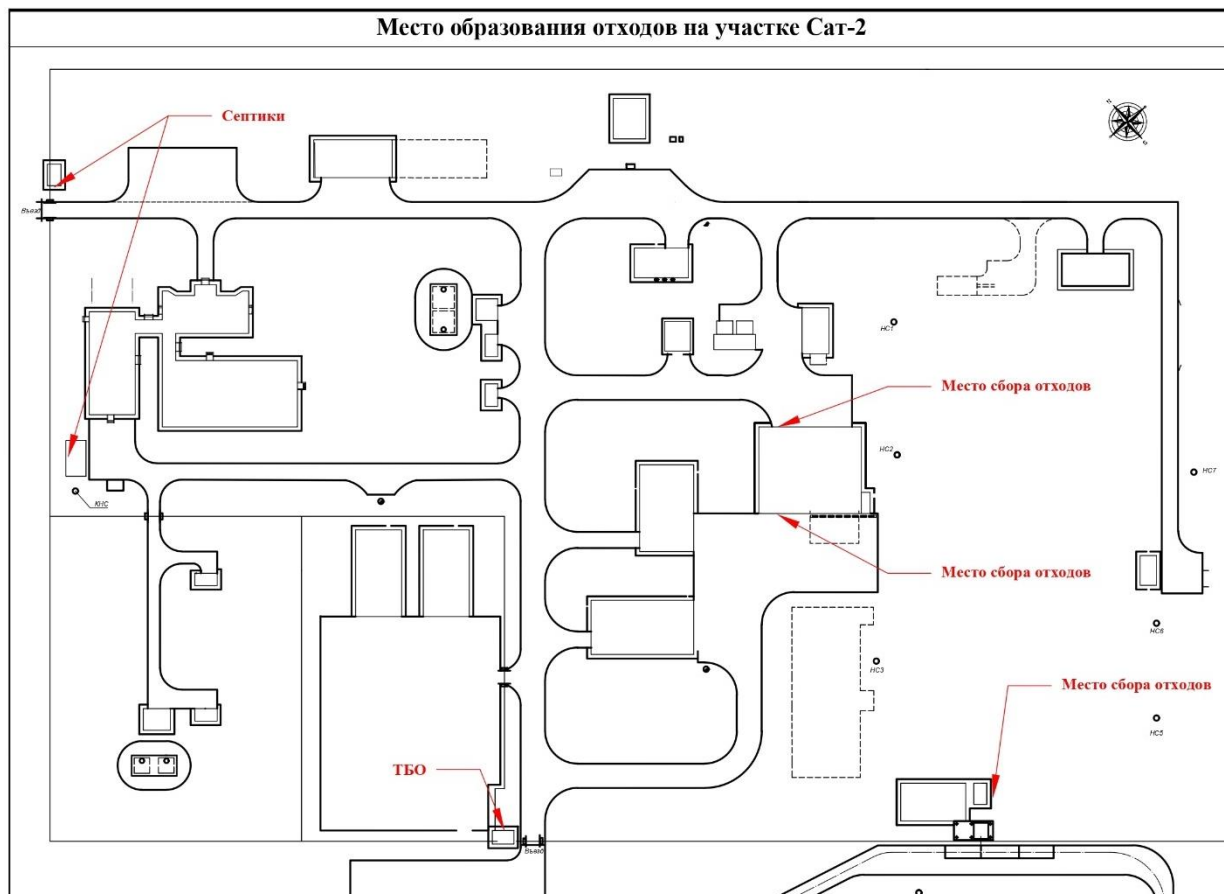 Место образования отходов на участке Сат-2
Септики
Въезд
НС1
Место сбора отходов
НС2
НС7
КНС
Место сбора отходов
НС6
НС3
Место сбора отходов
НС5
ТБО
Въезд